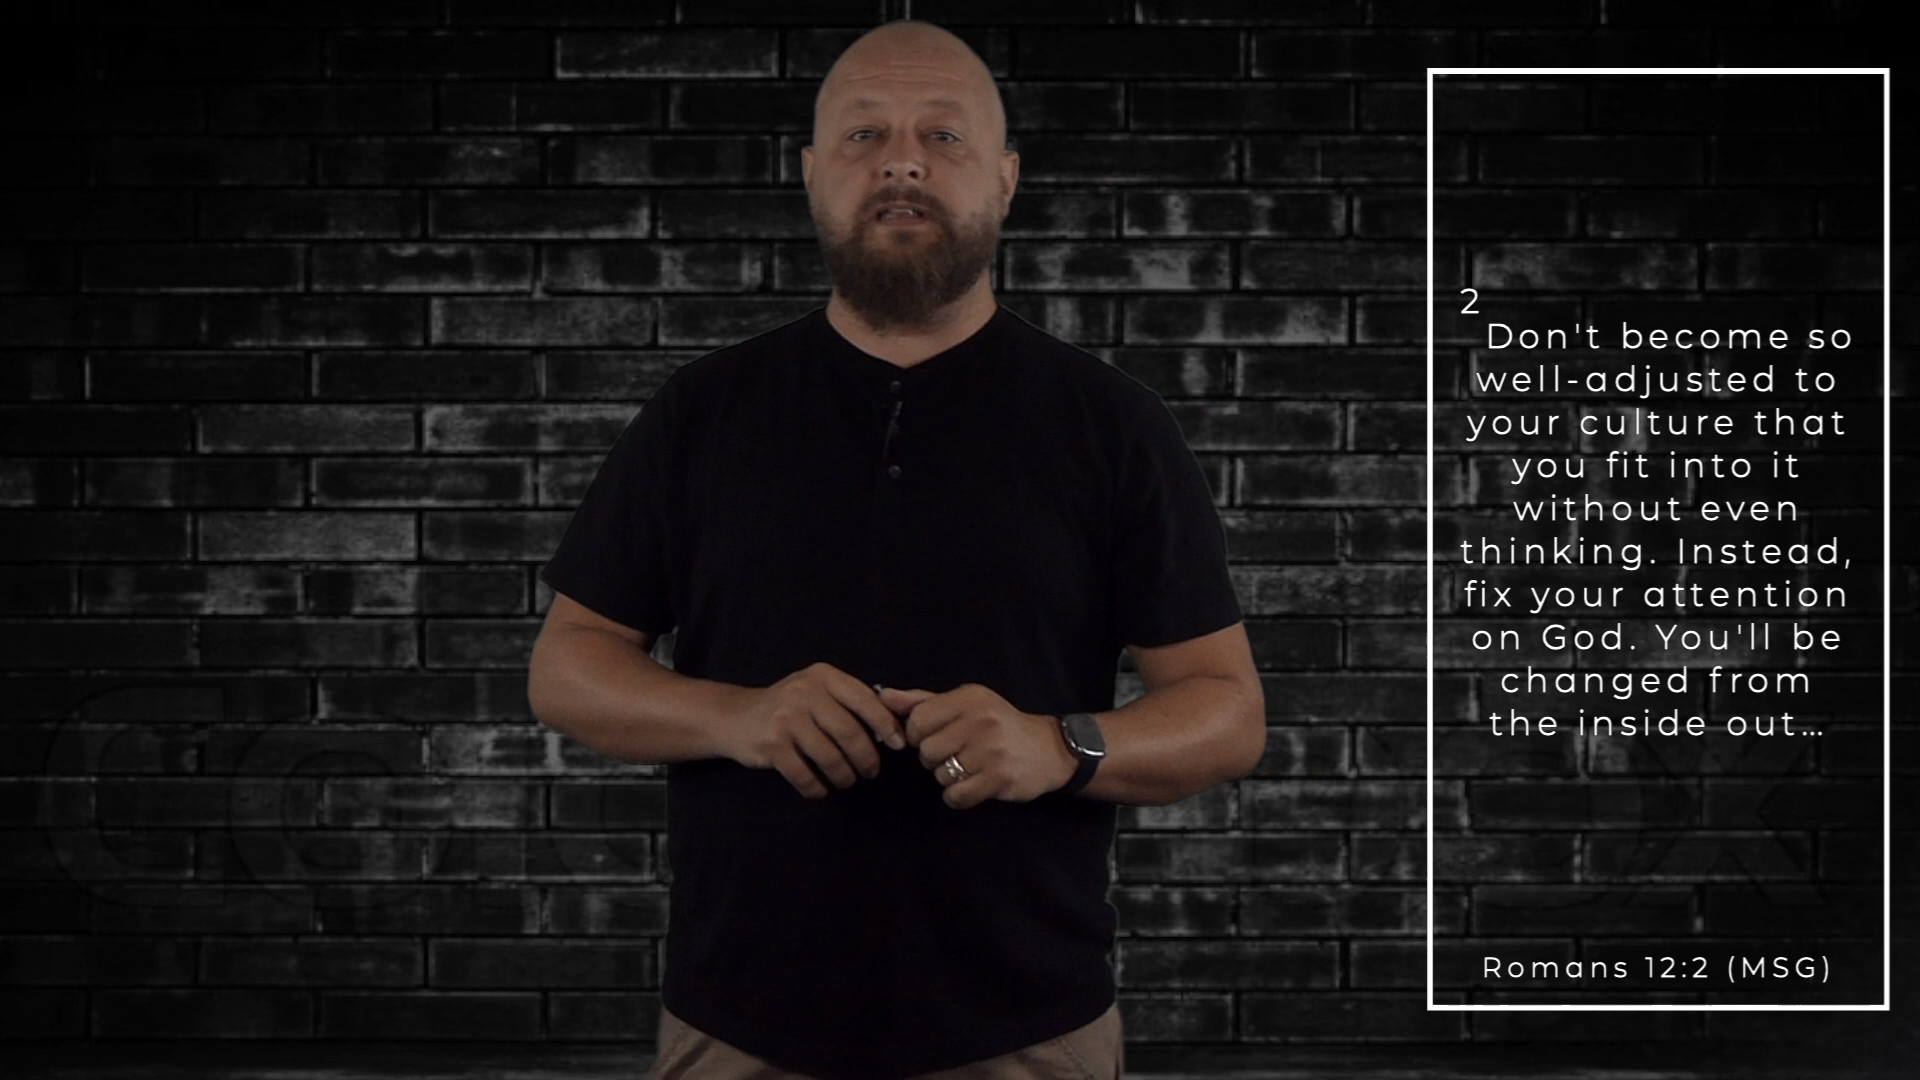 2
Don't become so
well-adjusted to
your culture that
you fit into it
without even
thinking. Instead,
fix your attention
on God. You'll be
changed from
the inside out…
Romans 12:2 (MSG)